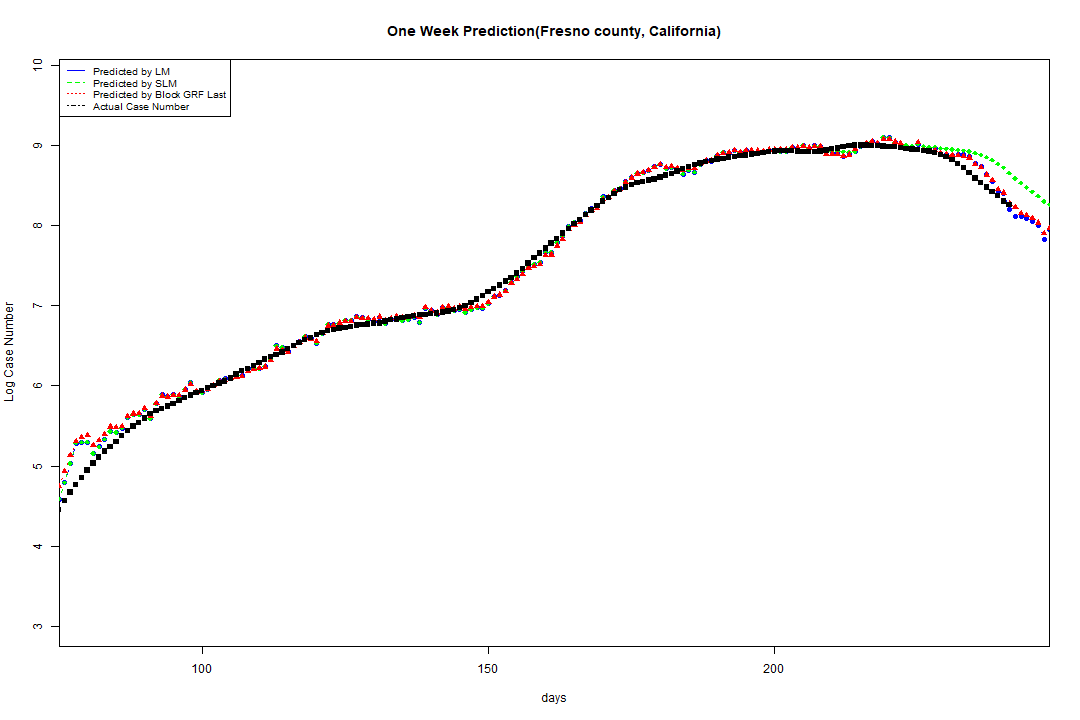 One Week Prediction(Fresno county, California)
Predicted by LM
Predicted by SLM
Predicted by Block GRF Last
Actual Case Number
10
9
8
7
6
5
4
3
Log Case Number
100 150 200
days